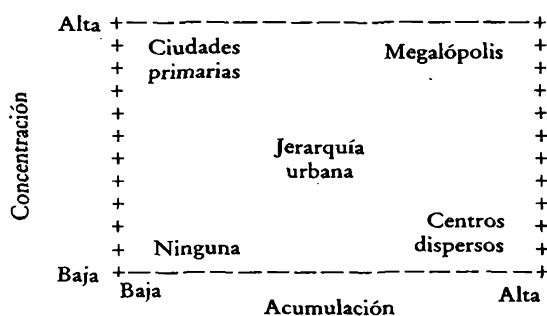 Alta
Ciudades
primarias
Megalópolis
Concentración
Jerarquía
urbana
Ninguna
Centros
dispersos
Baja
Baja
Alta
Acumulación